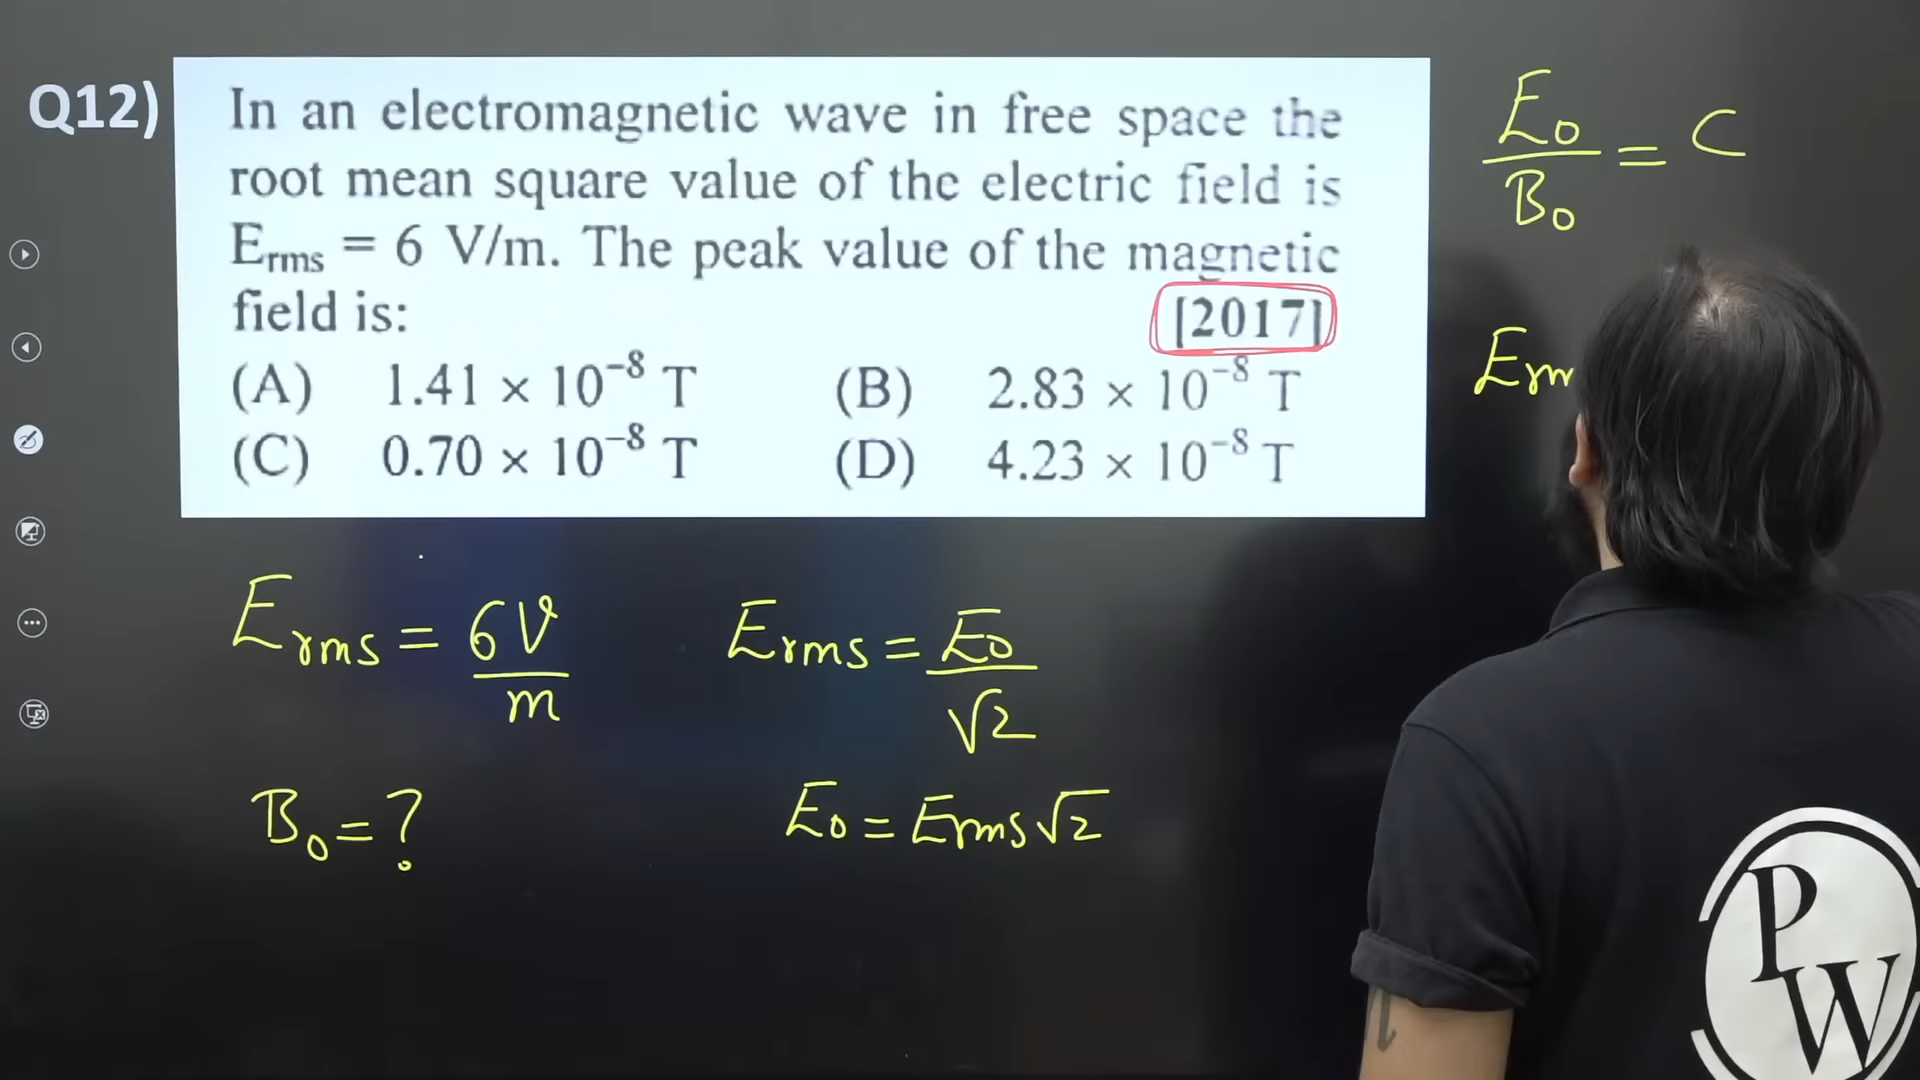 Q12)
In an electromagnetic wave in free space the
root mean square value of the electric field is
Erms = 6 V/m. The peak value of the magnetic
field is: [2017]
(A) 1.41 × 10⁻⁸ T (B) 2.83 × 10⁻⁸ T
(C) 0.70 × 10⁻⁸ T (D) 4.23 × 10⁻⁸ T
E₀/B₀ = C
Erm
Erms = 6V/m
Erms = E₀/√2
B₀ = ?
E₀ = Erms√2
PW